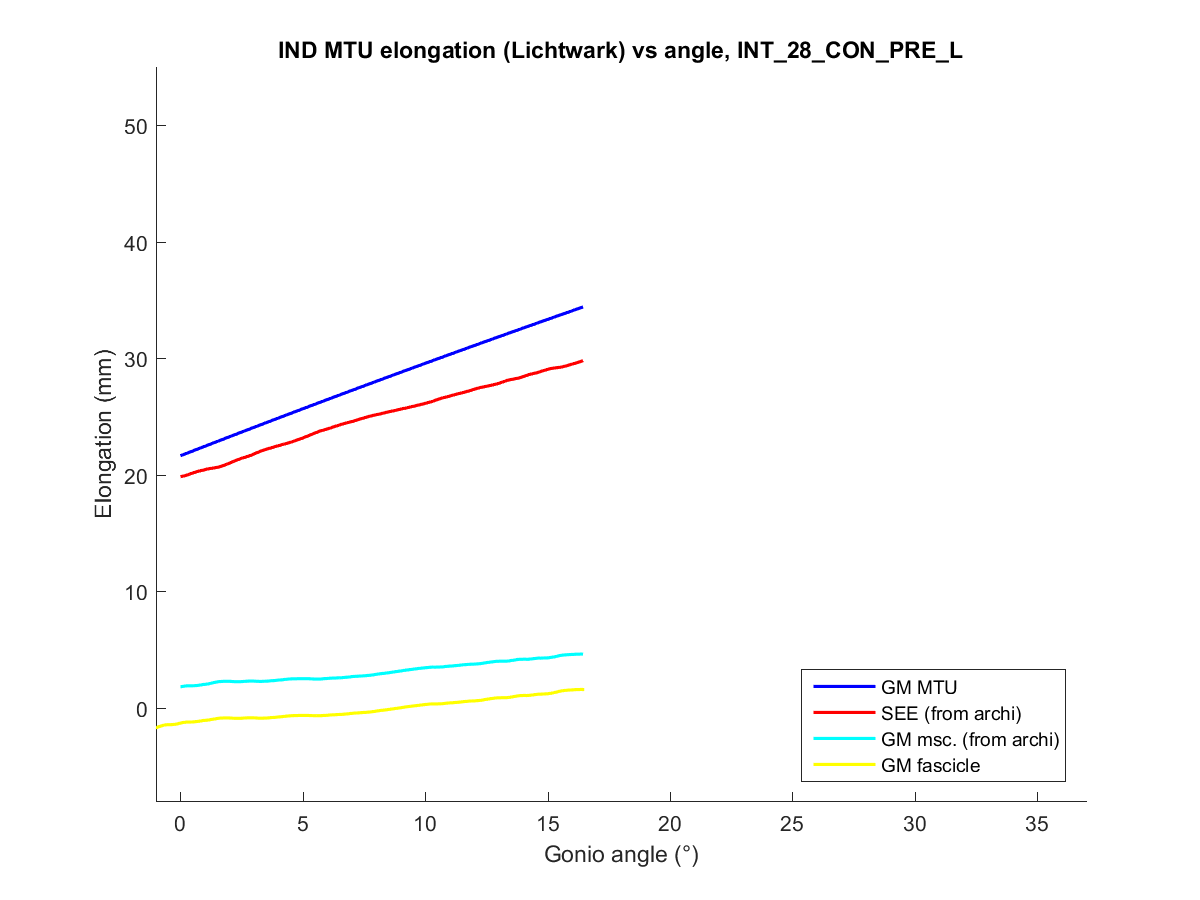 IND MTU elongation (Lichtwark) vs angle, INT_28_CON_PRE_L
50
40
30
20
10
0
Elongation (mm)
GM MTU
SEE (from archi)
GM msc. (from archi)
GM fascicle
0 5 10 15 20 25 30 35
Gonio angle (°)